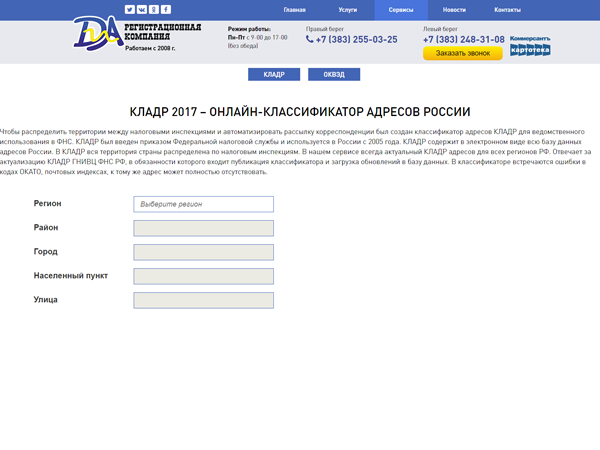 Главная Услуги Сервисы Новости Контакты
ДИА РЕГИСТРАЦИОННАЯ
КОМПАНИЯ
Работаем с 2008 г.
Режим работы:
Пн-Пт с 9-00 до 17-00
(без обеда)
Правый берег
+7 (383) 255-03-25
Левый берег
+7 (383) 248-31-08
Заказать звонок
Коммерсантъ
картотека
КЛАДР ОКВЭД
КЛАДР 2017 – ОНЛАЙН-КЛАССИФИКАТОР АДРЕСОВ РОССИИ
Чтобы распределить территории между налоговыми инспекциями и автоматизировать рассылку корреспонденции был создан классификатор адресов КЛАДР для ведомственного
использования в ФНС. КЛАДР был введен приказом Федеральной налоговой службы и используется в России с 2005 года. КЛАДР содержит в электронном виде всю базу данных
адресов России. В КЛАДР вся территория страны распределена по налоговым инспекциям. В нашем сервисе всегда актуальный КЛАДР адресов для всех регионов РФ. Отвечает за
актуализацию КЛАДР ГНИВЦ ФНС РФ, в обязанности которого входит публикация классификатора и загрузка обновлений в базу данных. В классификаторе встречаются ошибки в
кодах ОКАТО, почтовых индексах, к тому же адрес может полностью отсутствовать.
Регион Выберите регион
Район
Город
Населенный пункт
Улица